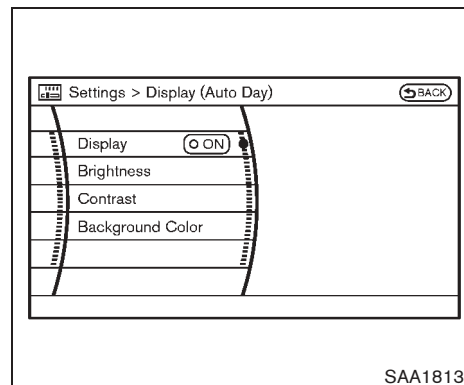 Settings > Display (Auto Day)
BACK
Display
ON
Brightness
Contrast
Background Color
SAA1813